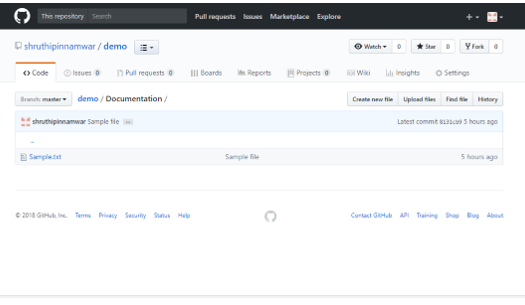 This repository Search Pull requests Issues Marketplace Explore
shruthipinnamwar / demo Watch 0 Star 0 Fork 0
Code Issues 0 Pull requests 0 Boards Reports Projects 0 Wiki Insights Settings
Branch: master demo / Documentation / Create new file Upload files Find file History
shruthipinnamwar Sample file Latest commit 5 hours ago
..
Sample.txt Sample file 5 hours ago
© 2018 GitHub, Inc. Terms Privacy Security Status Help Contact GitHub API Training Shop Blog About